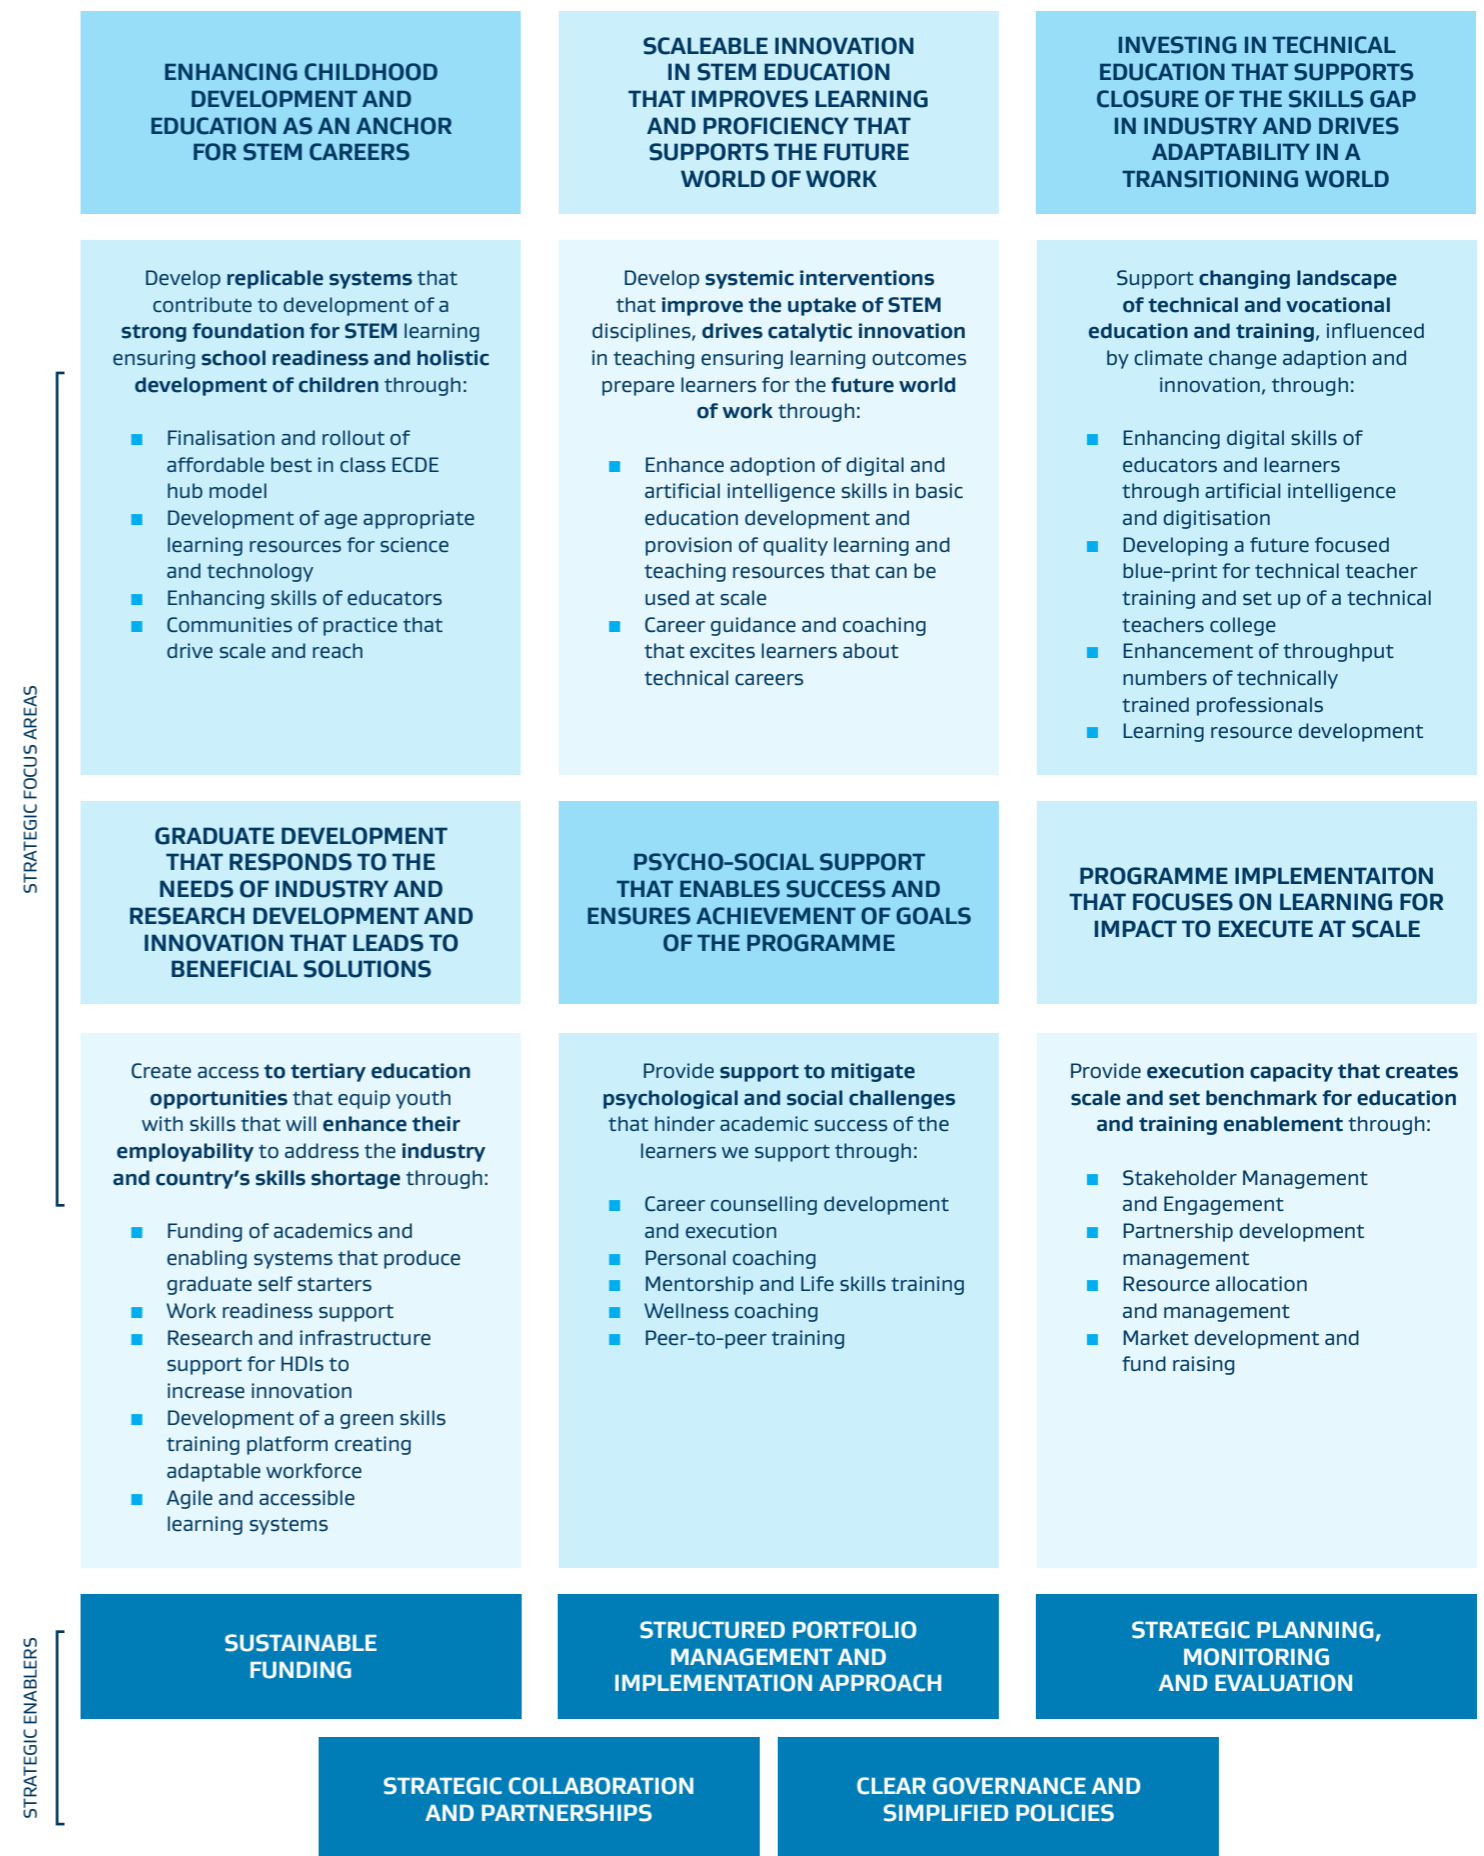 STRATEGIC FOCUS AREAS
ENHANCING CHILDHOOD
DEVELOPMENT AND
EDUCATION AS AN ANCHOR
FOR STEM CAREERS
Develop replicable systems that
contribute to development of a
strong foundation for STEM learning
ensuring school readiness and holistic
development of children through:
■ Finalisation and rollout of
affordable best in class ECDE
hub model
■ Development of age appropriate
learning resources for science
and technology
■ Enhancing skills of educators
■ Communities of practice that
drive scale and reach
SCALEABLE INNOVATION
IN STEM EDUCATION
THAT IMPROVES LEARNING
AND PROFICIENCY THAT
SUPPORTS THE FUTURE
WORLD OF WORK
Develop systemic interventions
that improve the uptake of STEM
disciplines, drives catalytic innovation
in teaching ensuring learning outcomes
prepare learners for the future world
of work through:
■ Enhance adoption of digital and
artificial intelligence skills in basic
education development and
provision of quality learning and
teaching resources that can be
used at scale
■ Career guidance and coaching
that excites learners about
technical careers
INVESTING IN TECHNICAL
EDUCATION THAT SUPPORTS
CLOSURE OF THE SKILLS GAP
IN INDUSTRY AND DRIVES
ADAPTABILITY IN A
TRANSITIONING WORLD
Support changing landscape
of technical and vocational
education and training, influenced
by climate change adaption and
innovation, through:
■ Enhancing digital skills of
educators and learners
through artificial intelligence
and digitisation
■ Developing a future focused
blue-print for technical teacher
training and set up of a technical
teachers college
■ Enhancement of throughput
numbers of technically
trained professionals
■ Learning resource development
GRADUATE DEVELOPMENT
THAT RESPONDS TO THE
NEEDS OF INDUSTRY AND
RESEARCH DEVELOPMENT AND
INNOVATION THAT LEADS TO
BENEFICIAL SOLUTIONS
Create access to tertiary education
opportunities that equip youth
with skills that will enhance their
employability to address the industry
and country's skills shortage through:
■ Funding of academics and
enabling systems that produce
graduate self starters
■ Work readiness support
■ Research and infrastructure
support for HDIs to
increase innovation
■ Development of a green skills
training platform creating
adaptable workforce
■ Agile and accessible
learning systems
PSYCHO-SOCIAL SUPPORT
THAT ENABLES SUCCESS AND
ENSURES ACHIEVEMENT OF GOALS
OF THE PROGRAMME
Provide support to mitigate
psychological and social challenges
that hinder academic success of the
learners we support through:
■ Career counselling development
and execution
■ Personal coaching
■ Mentorship and Life skills training
■ Wellness coaching
■ Peer-to-peer training
PROGRAMME IMPLEMENTAITON
THAT FOCUSES ON LEARNING FOR
IMPACT TO EXECUTE AT SCALE
Provide execution capacity that creates
scale and set benchmark for education
and training enablement through:
■ Stakeholder Management
and Engagement
■ Partnership development
management
■ Resource allocation
and management
■ Market development and
fund raising
STRATEGIC ENABLERS
SUSTAINABLE
FUNDING
STRUCTURED PORTFOLIO
MANAGEMENT AND
IMPLEMENTATION APPROACH
STRATEGIC PLANNING,
MONITORING
AND EVALUATION
STRATEGIC COLLABORATION
AND PARTNERSHIPS
CLEAR GOVERNANCE AND
SIMPLIFIED POLICIES